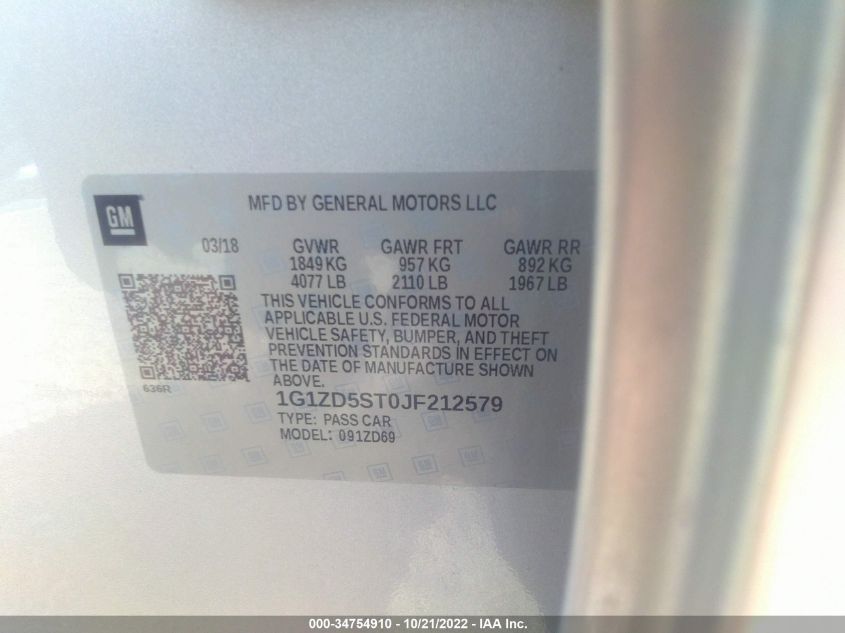 GM
MFD BY GENERAL MOTORS LLC
03/18 GVWR GAWR FRT GAWR RR
1849 KG 957 KG 892 KG
4077 LB 2110 LB 1967 LB
THIS VEHICLE CONFORMS TO ALL
APPLICABLE U.S. FEDERAL MOTOR
VEHICLE SAFETY, BUMPER, AND THEFT
PREVENTION STANDARDS IN EFFECT ON
THE DATE OF MANUFACTURE SHOWN
ABOVE.
636R
1G1ZD5ST0JF212579
TYPE: PASS CAR
MODEL: 091ZD69
000-34754910 - 10/21/2022 - IAA Inc.